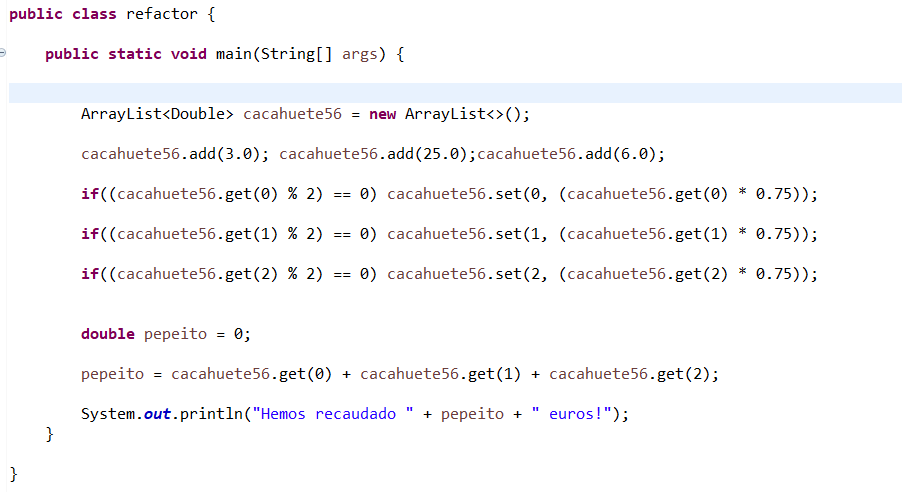 public class refactor {
public static void main(String[] args) {
ArrayList<Double> cacahuete56 = new ArrayList<>();
cacahuete56.add(3.0); cacahuete56.add(25.0);cacahuete56.add(6.0);
if((cacahuete56.get(0) % 2) == 0) cacahuete56.set(0, (cacahuete56.get(0) * 0.75));
if((cacahuete56.get(1) % 2) == 0) cacahuete56.set(1, (cacahuete56.get(1) * 0.75));
if((cacahuete56.get(2) % 2) == 0) cacahuete56.set(2, (cacahuete56.get(2) * 0.75));
double pepeito = 0;
pepeito = cacahuete56.get(0) + cacahuete56.get(1) + cacahuete56.get(2);
System.out.println("Hemos recaudado " + pepeito + " euros!");
}
}